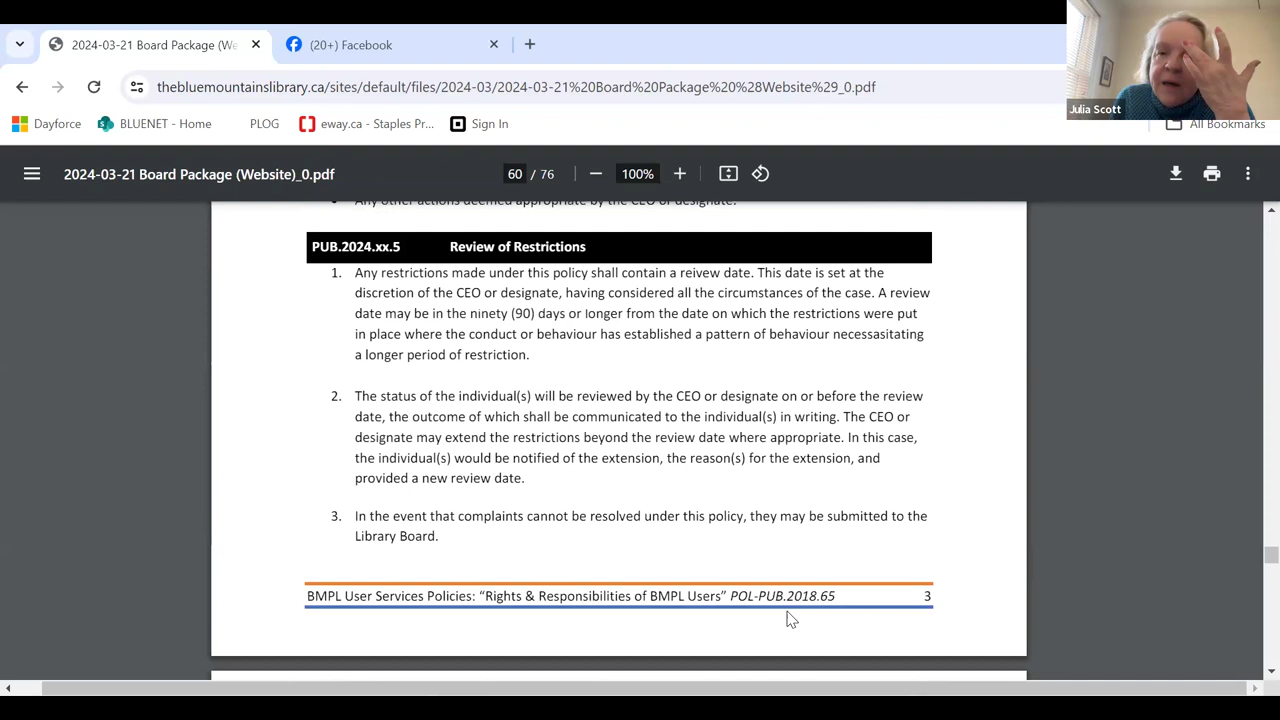 2024-03-21 Board Package (We
(20+) Facebook
thebluemountainslibrary.ca/sites/default/files/2024-03/2024-03-21%20Board%20Package%20%28Website%29_0.pdf
Julia Scott
Dayforce
BLUENET - Home
PLOG
eway.ca - Staples Pr...
Sign In
All Bookmarks
2024-03-21 Board Package (Website)_0.pdf
60 / 76
100%
Any other actions deemed appropriate by the CEO or designate.
PUB.2024.xx.5 Review of Restrictions
1. Any restrictions made under this policy shall contain a reivew date. This date is set at the
discretion of the CEO or designate, having considered all the circumstances of the case. A review
date may be in the ninety (90) days or longer from the date on which the restrictions were put
in place where the conduct or behaviour has established a pattern of behaviour necessasitating
a longer period of restriction.
2. The status of the individual(s) will be reviewed by the CEO or designate on or before the review
date, the outcome of which shall be communicated to the individual(s) in writing. The CEO or
designate may extend the restrictions beyond the review date where appropriate. In this case,
the individual(s) would be notified of the extension, the reason(s) for the extension, and
provided a new review date.
3. In the event that complaints cannot be resolved under this policy, they may be submitted to the
Library Board.
BMPL User Services Policies: “Rights & Responsibilities of BMPL Users” POL-PUB.2018.65 3